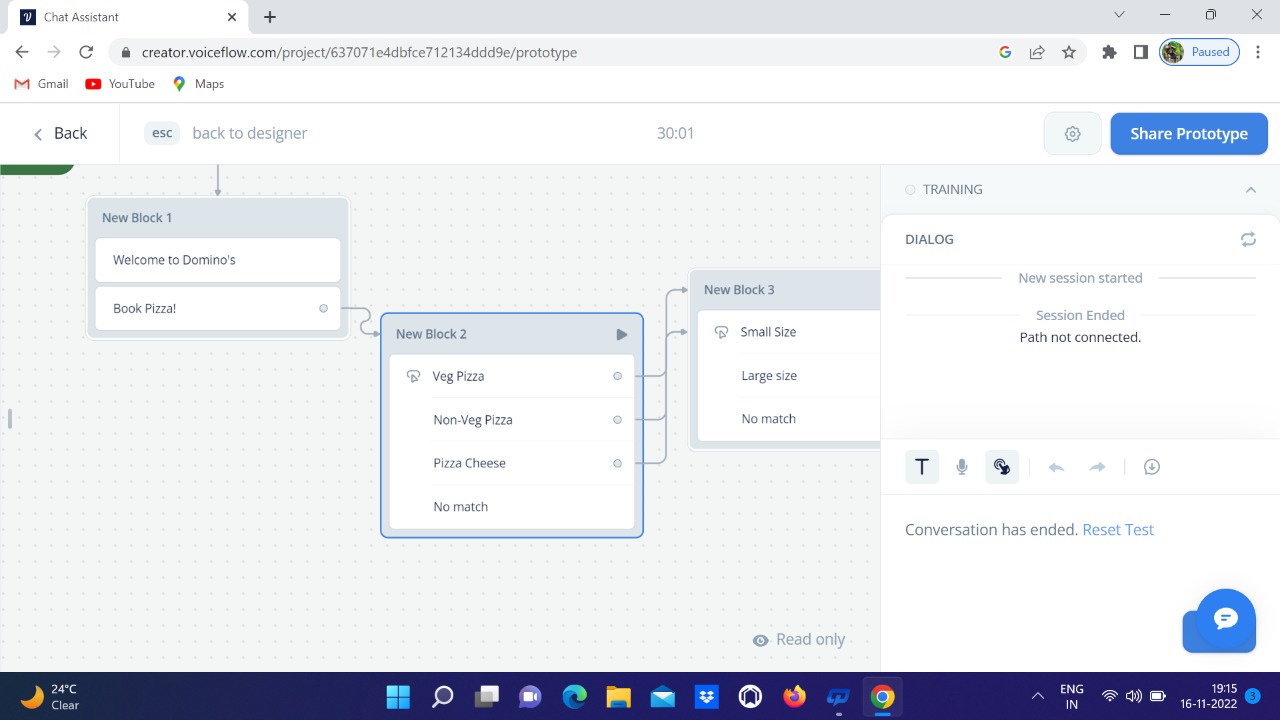 Chat Assistant
creator.voiceflow.com/project/637071e4dbfce712134ddd9e/prototype
Paused
Gmail
YouTube
Maps
Back
esc
back to designer
30:01
Share Prototype
New Block 1
Welcome to Domino's
Book Pizza!
New Block 2
Veg Pizza
Non-Veg Pizza
Pizza Cheese
No match
New Block 3
Small Size
Large size
No match
Read only
TRAINING
DIALOG
New session started
Session Ended
Path not connected.
T
Conversation has ended. Reset Test
24°C
Clear
ENG
IN
19:15
16-11-2022
3